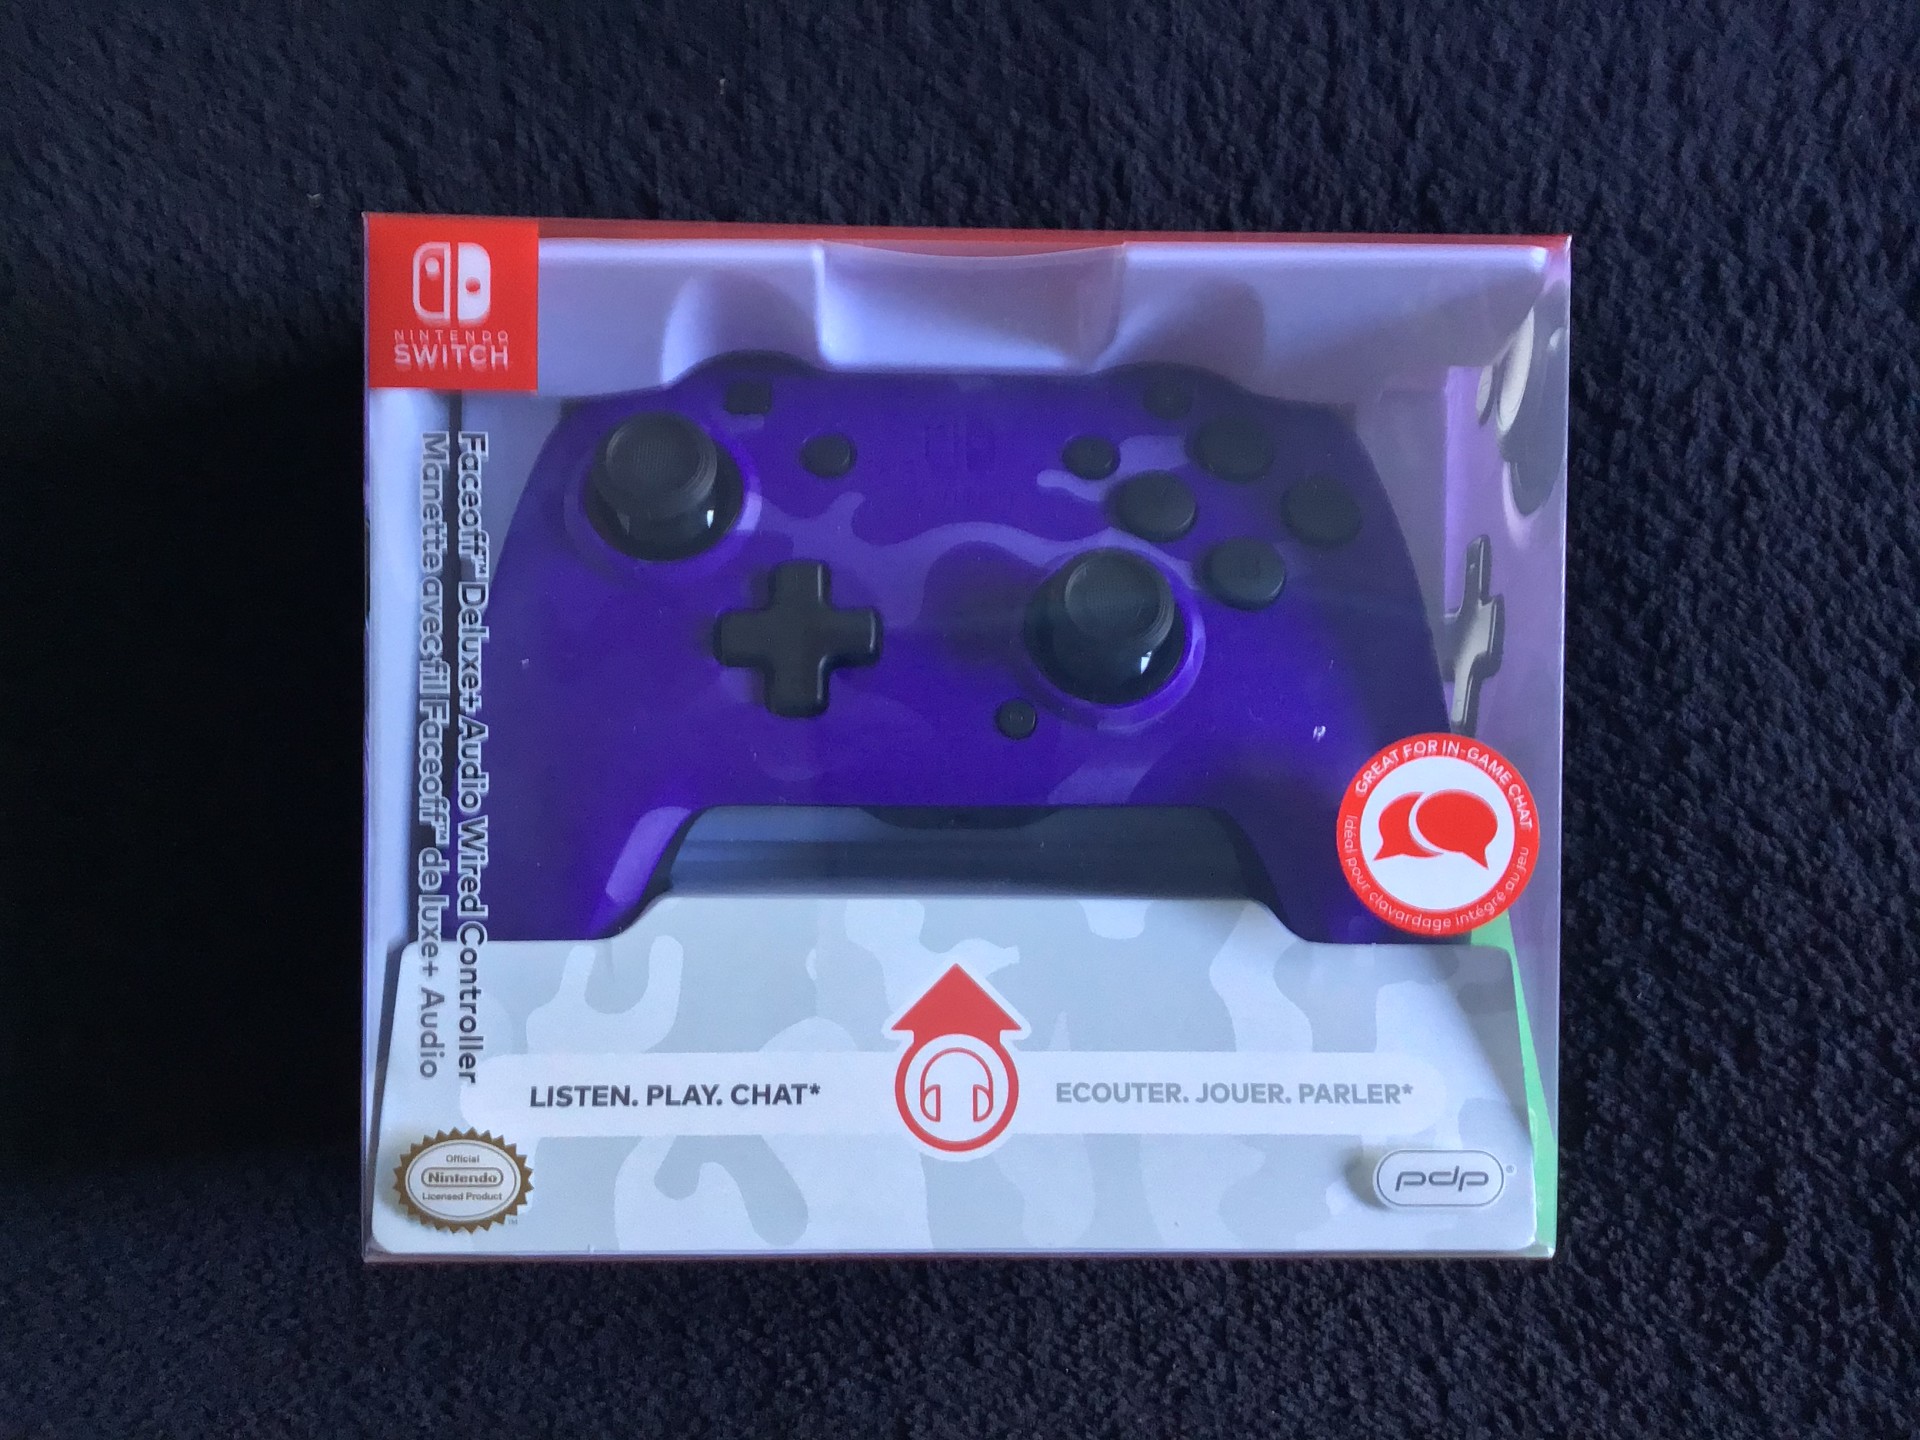 NINTENDO
SWITCH
Faceoff™ Deluxe+ Audio Wired Controller
Manette avec fil Faceoff™ de luxe+ Audio
GREAT FOR IN-GAME CHAT
Idéal pour clavardage intégré au jeu
LISTEN. PLAY. CHAT*
ECOUTER. JOUER. PARLER*
Official
Nintendo
Licensed Product
™
pdp®